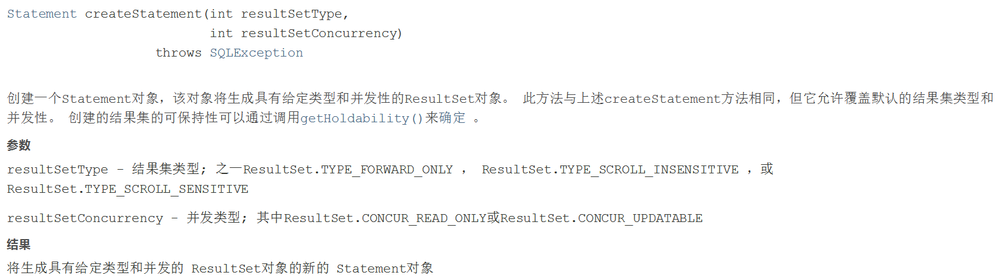 Statement createStatement(int resultSetType,
int resultSetConcurrency)
throws SQLException
创建一个Statement对象，该对象将生成具有给定类型和并发性的ResultSet对象。 此方法与上述createStatement方法相同，但它允许覆盖默认的结果集类型和
并发性。 创建的结果集的可保持性可以通过调用getHoldability()来确定 。
参数
resultSetType - 结果集类型; 之一ResultSet.TYPE_FORWARD_ONLY ， ResultSet.TYPE_SCROLL_INSENSITIVE ，或
ResultSet.TYPE_SCROLL_SENSITIVE
resultSetConcurrency - 并发类型; 其中ResultSet.CONCUR_READ_ONLY或ResultSet.CONCUR_UPDATABLE
结果
将生成具有给定类型和并发的 ResultSet对象的新的 Statement对象